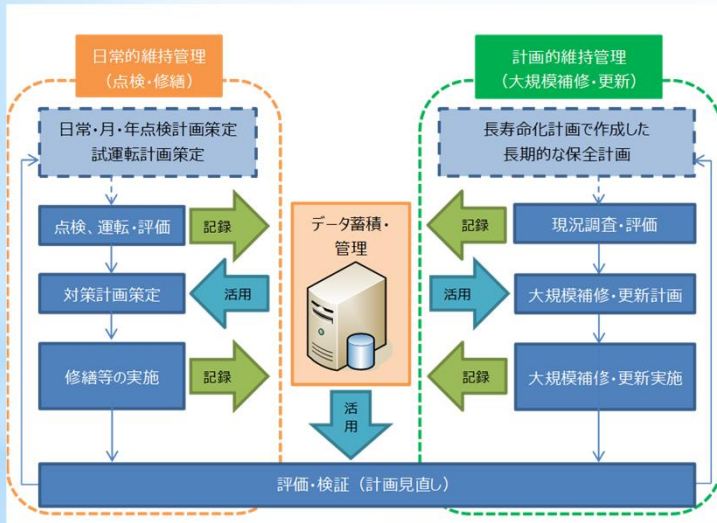 日常的維持管理
（点検・修繕）
計画的維持管理
（大規模補修・更新）
日常・月・年点検計画策定
試運転計画策定
長寿命化計画で作成した
長期的な保全計画
点検、運転・評価
記録
データ蓄積・
管理
記録
現況調査・評価
対策計画策定
活用
活用
大規模補修・更新計画
修繕等の実施
記録
記録
大規模補修・更新実施
活
用
評価・検証（計画見直し）